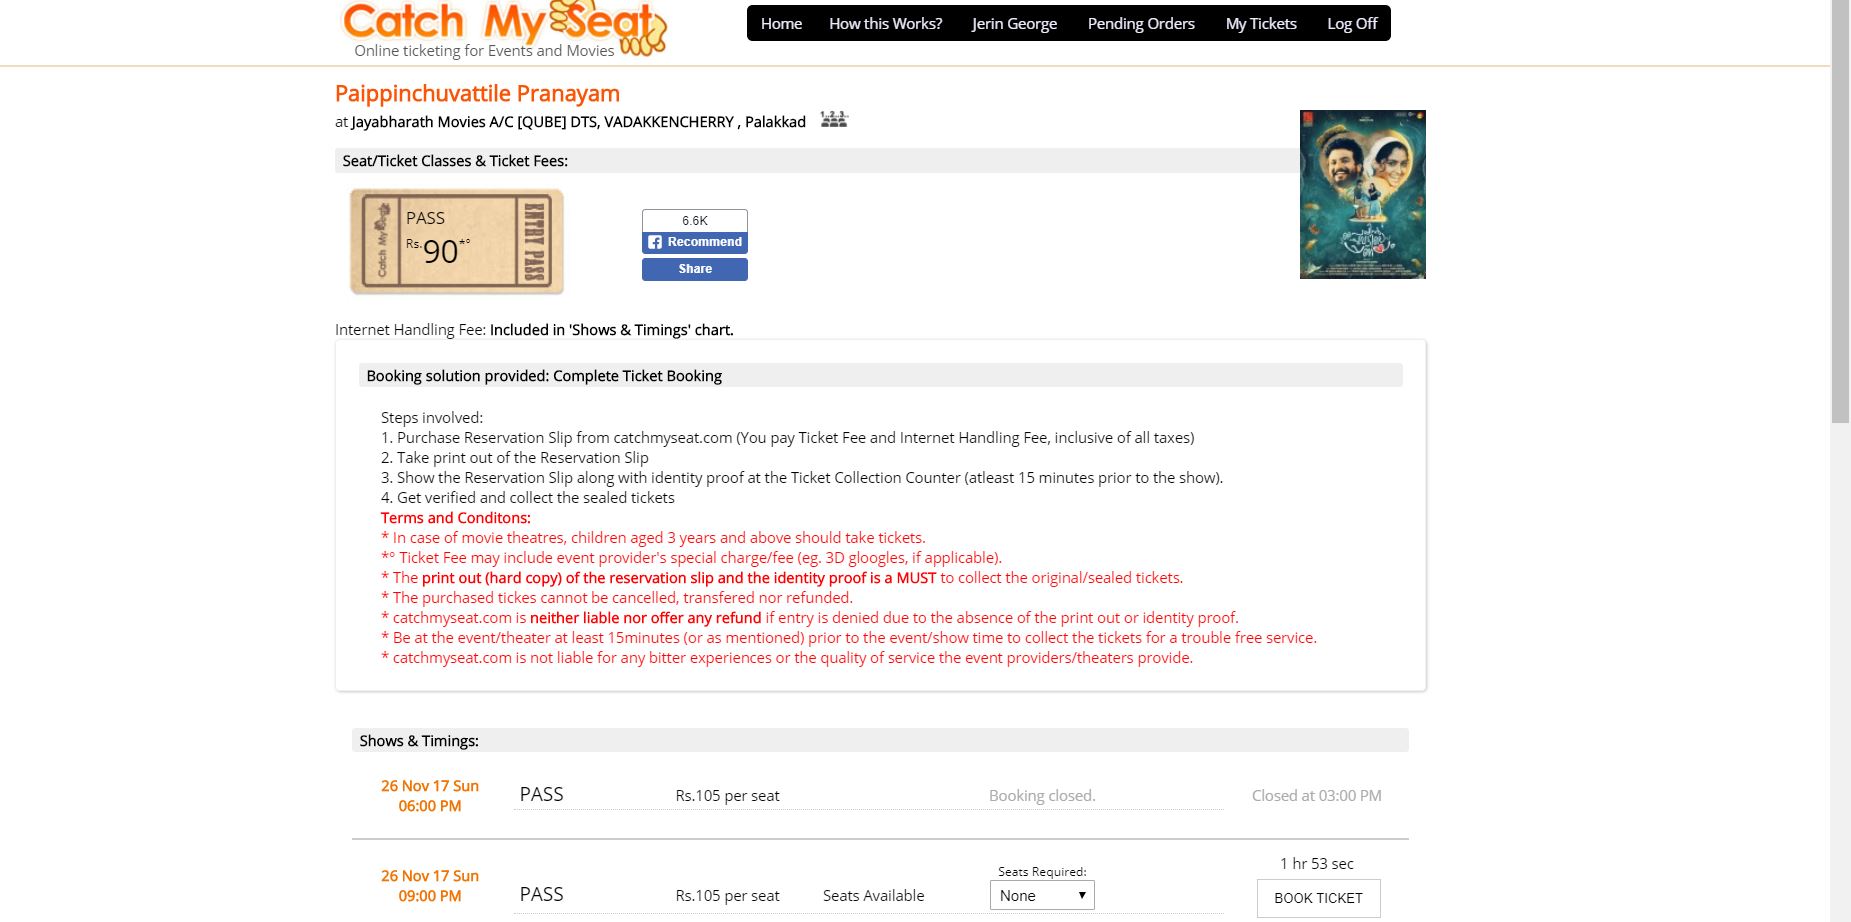 Catch My Seat
Online ticketing for Events and Movies
Home How this Works? Jerin George Pending Orders My Tickets Log Off
Paippinchuvattile Pranayam
at Jayabharath Movies A/C [QUBE] DTS, VADAKKENCHERRY , Palakkad
1 2 3
Seat/Ticket Classes & Ticket Fees:
Catch My Seat
PASS
Rs.90*°
ENTRY PASS
6.6K
Recommend
Share
Internet Handling Fee: Included in 'Shows & Timings' chart.
Booking solution provided: Complete Ticket Booking
Steps involved:
1. Purchase Reservation Slip from catchmyseat.com (You pay Ticket Fee and Internet Handling Fee, inclusive of all taxes)
2. Take print out of the Reservation Slip
3. Show the Reservation Slip along with identity proof at the Ticket Collection Counter (atleast 15 minutes prior to the show).
4. Get verified and collect the sealed tickets
Terms and Conditons:
* In case of movie theatres, children aged 3 years and above should take tickets.
*° Ticket Fee may include event provider's special charge/fee (eg. 3D gloogles, if applicable).
* The print out (hard copy) of the reservation slip and the identity proof is a MUST to collect the original/sealed tickets.
* The purchased tickes cannot be cancelled, transfered nor refunded.
* catchmyseat.com is neither liable nor offer any refund if entry is denied due to the absence of the print out or identity proof.
* Be at the event/theater at least 15minutes (or as mentioned) prior to the event/show time to collect the tickets for a trouble free service.
* catchmyseat.com is not liable for any bitter experiences or the quality of service the event providers/theaters provide.
Shows & Timings:
26 Nov 17 Sun
06:00 PM
PASS Rs.105 per seat Booking closed. Closed at 03:00 PM
26 Nov 17 Sun
09:00 PM
PASS Rs.105 per seat Seats Available
Seats Required:
None
1 hr 53 sec
BOOK TICKET